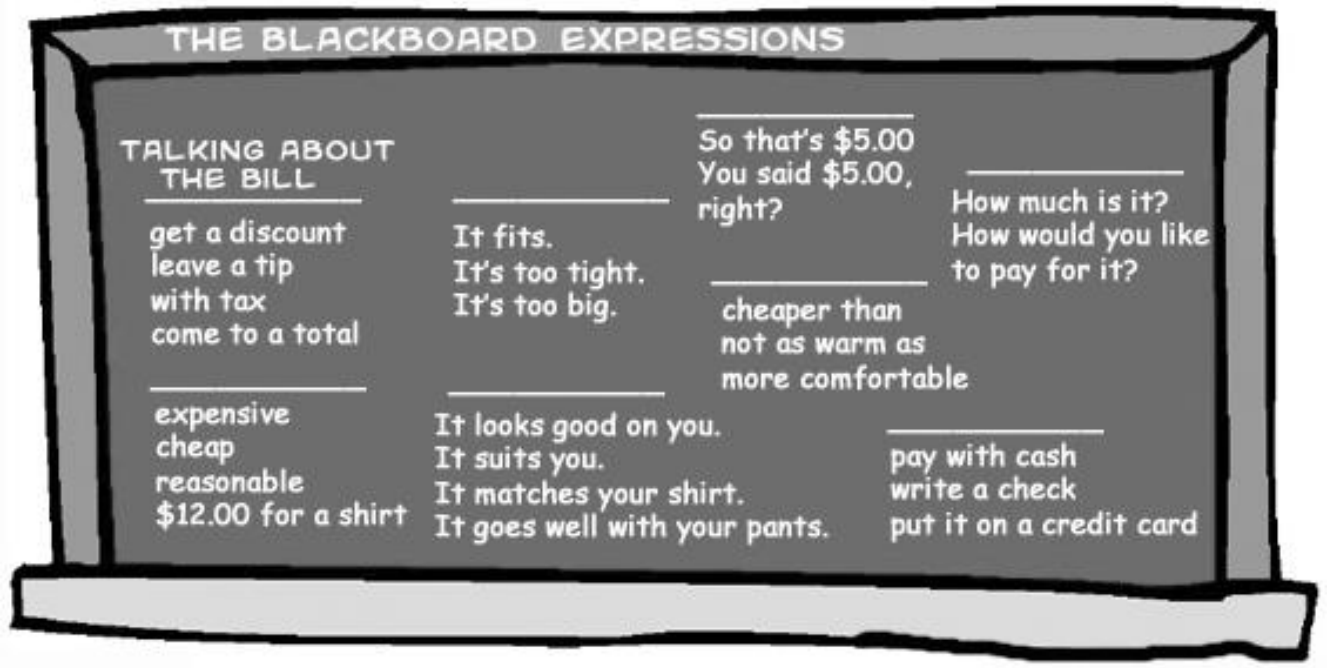 THE BLACKBOARD EXPRESSIONS
TALKING ABOUT
THE BILL
get a discount
leave a tip
with tax
come to a total
expensive
cheap
reasonable
$12.00 for a shirt
It fits.
It's too tight.
It's too big.
It looks good on you.
It suits you.
It matches your shirt.
It goes well with your pants.
So that's $5.00
You said $5.00,
right?
cheaper than
not as warm as
more comfortable
How much is it?
How would you like
to pay for it?
pay with cash
write a check
put it on a credit card